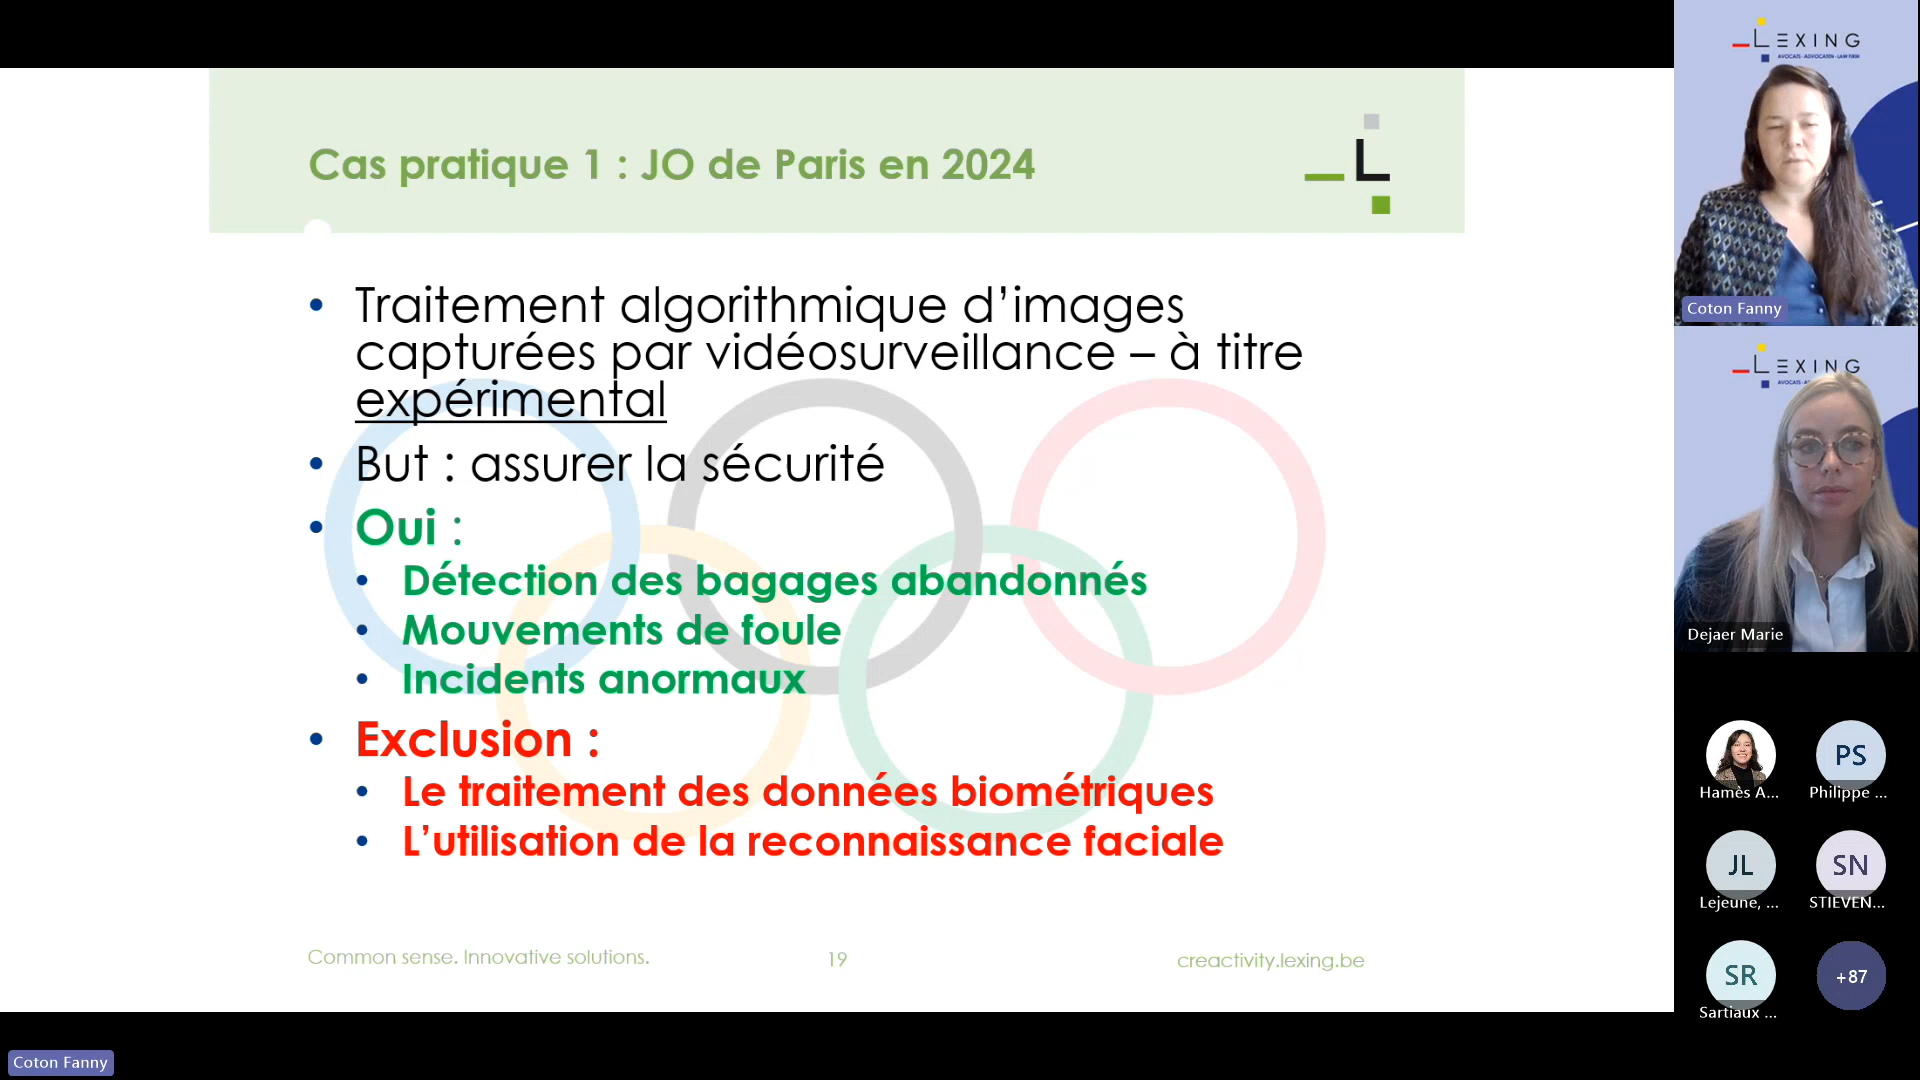 Cas pratique 1 : JO de Paris en 2024
L
• Traitement algorithmique d’images
capturées par vidéosurveillance – à titre
expérimental
• But : assurer la sécurité
• Oui :
• Détection des bagages abandonnés
• Mouvements de foule
• Incidents anormaux
• Exclusion :
• Le traitement des données biométriques
• L’utilisation de la reconnaissance faciale
Common sense. Innovative solutions.
19
creactivity.lexing.be
LEXING
AVOCATS - ADVOCATEN - LAW FIRM
Coton Fanny
LEXING
Dejaer Marie
Hamès A...
PS
Philippe ...
JL
Lejeune, ...
SN
STIEVEN...
SR
Sartiaux ...
+87
Coton Fanny